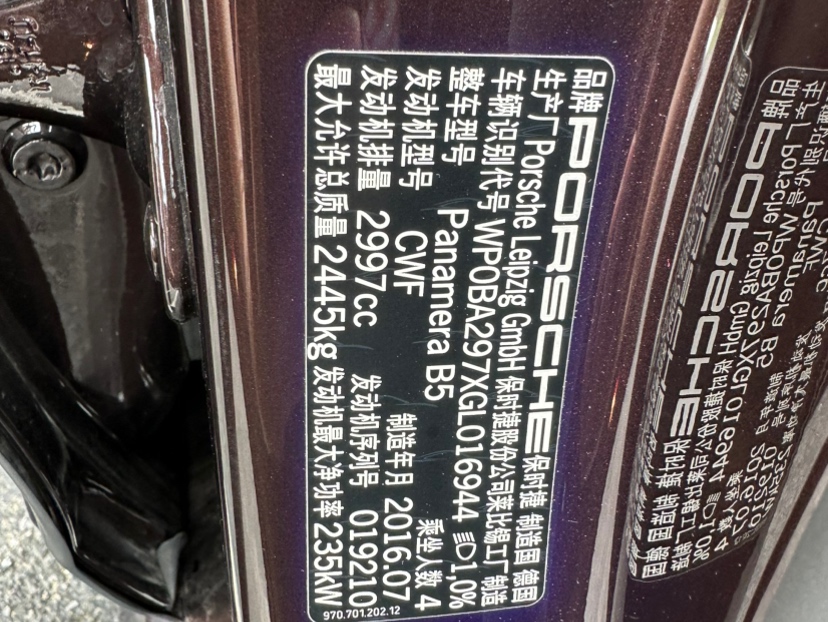 品牌 PORSCHE 保时捷 制造国 德国
生产厂 Porsche Leipzig GmbH 保时捷股份公司莱比锡工厂 制造
车辆识别代号 WP0BA297XGL016944 1,0%
整车型号 Panamera B5 乘坐人数 4
发动机型号 CWF 制造年月 2016.07
发动机排量 2997cc 发动机序列号 019210
最大允许总质量 2445kg 发动机最大净功率 235kW
970.701.202.12